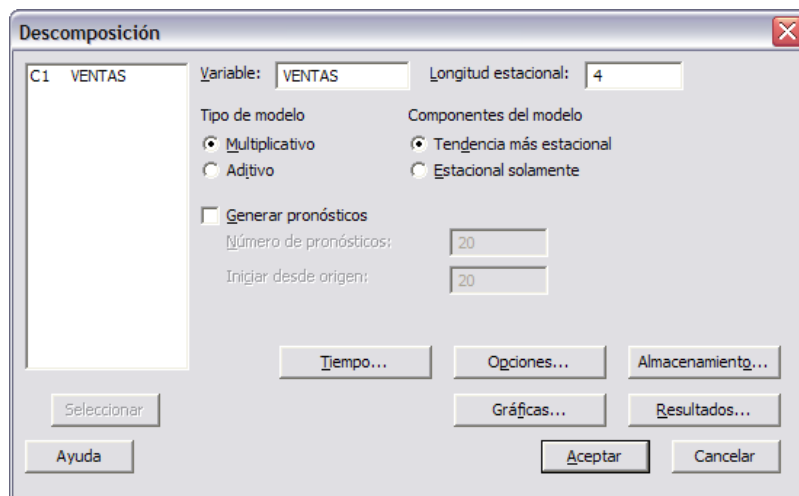 Descomposición
C1 VENTAS
Variable: VENTAS Longitud estacional: 4
Tipo de modelo Componentes del modelo
Multiplicativo Tendencia más estacional
Aditivo Estacional solamente
Generar pronósticos
Número de pronósticos: 20
Iniciar desde origen: 20
Tiempo... Opciones... Almacenamiento...
Seleccionar Gráficas... Resultados...
Ayuda Aceptar Cancelar